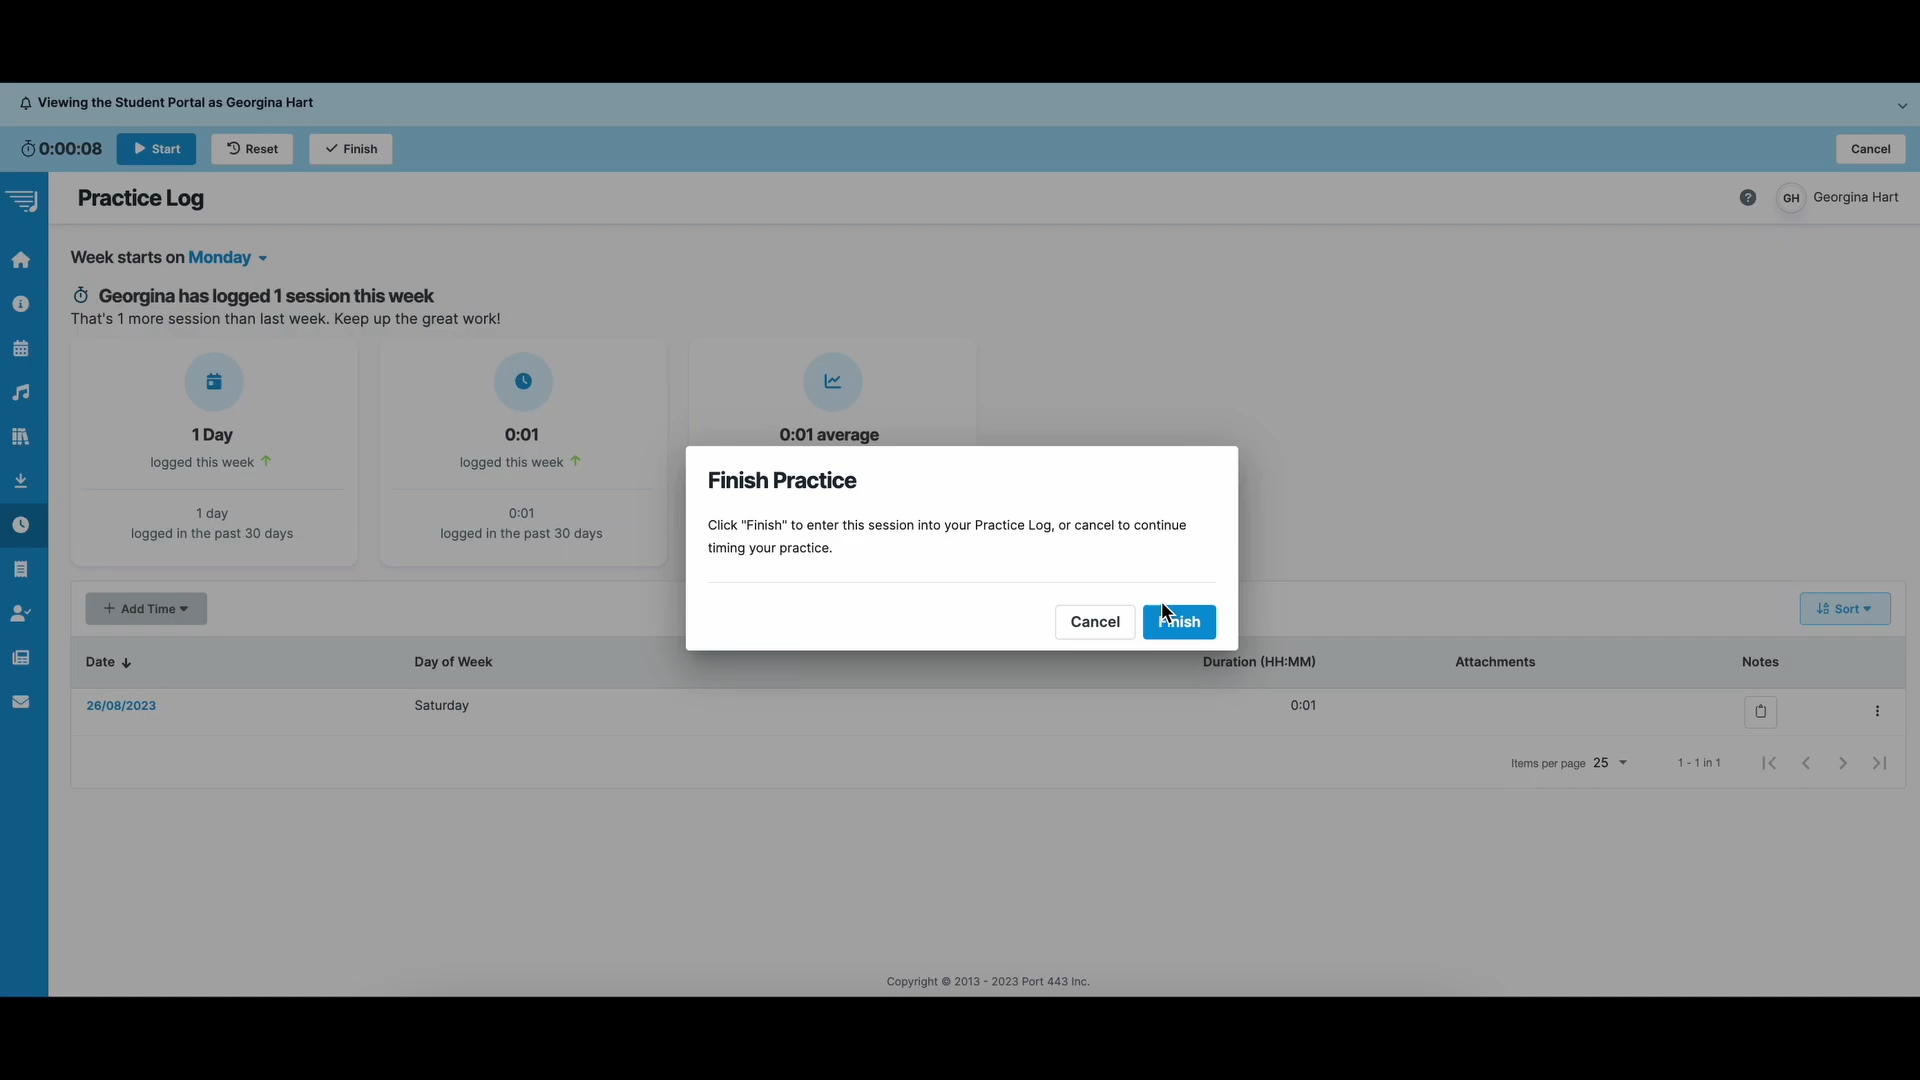 Viewing the Student Portal as Georgina Hart
0:00:08 Start Reset Finish Cancel
Practice Log
GH Georgina Hart
Week starts on Monday
Georgina has logged 1 session this week
That's 1 more session than last week. Keep up the great work!
1 Day
logged this week
1 day
logged in the past 30 days
0:01
logged this week
0:01
logged in the past 30 days
0:01 average
Finish Practice
Click "Finish" to enter this session into your Practice Log, or cancel to continue
timing your practice.
Cancel Finish
Add Time Sort
Date Day of Week Duration (HH:MM) Attachments Notes
26/08/2023 Saturday 0:01
Items per page 25 1 - 1 in 1
Copyright © 2013 - 2023 Port 443 Inc.